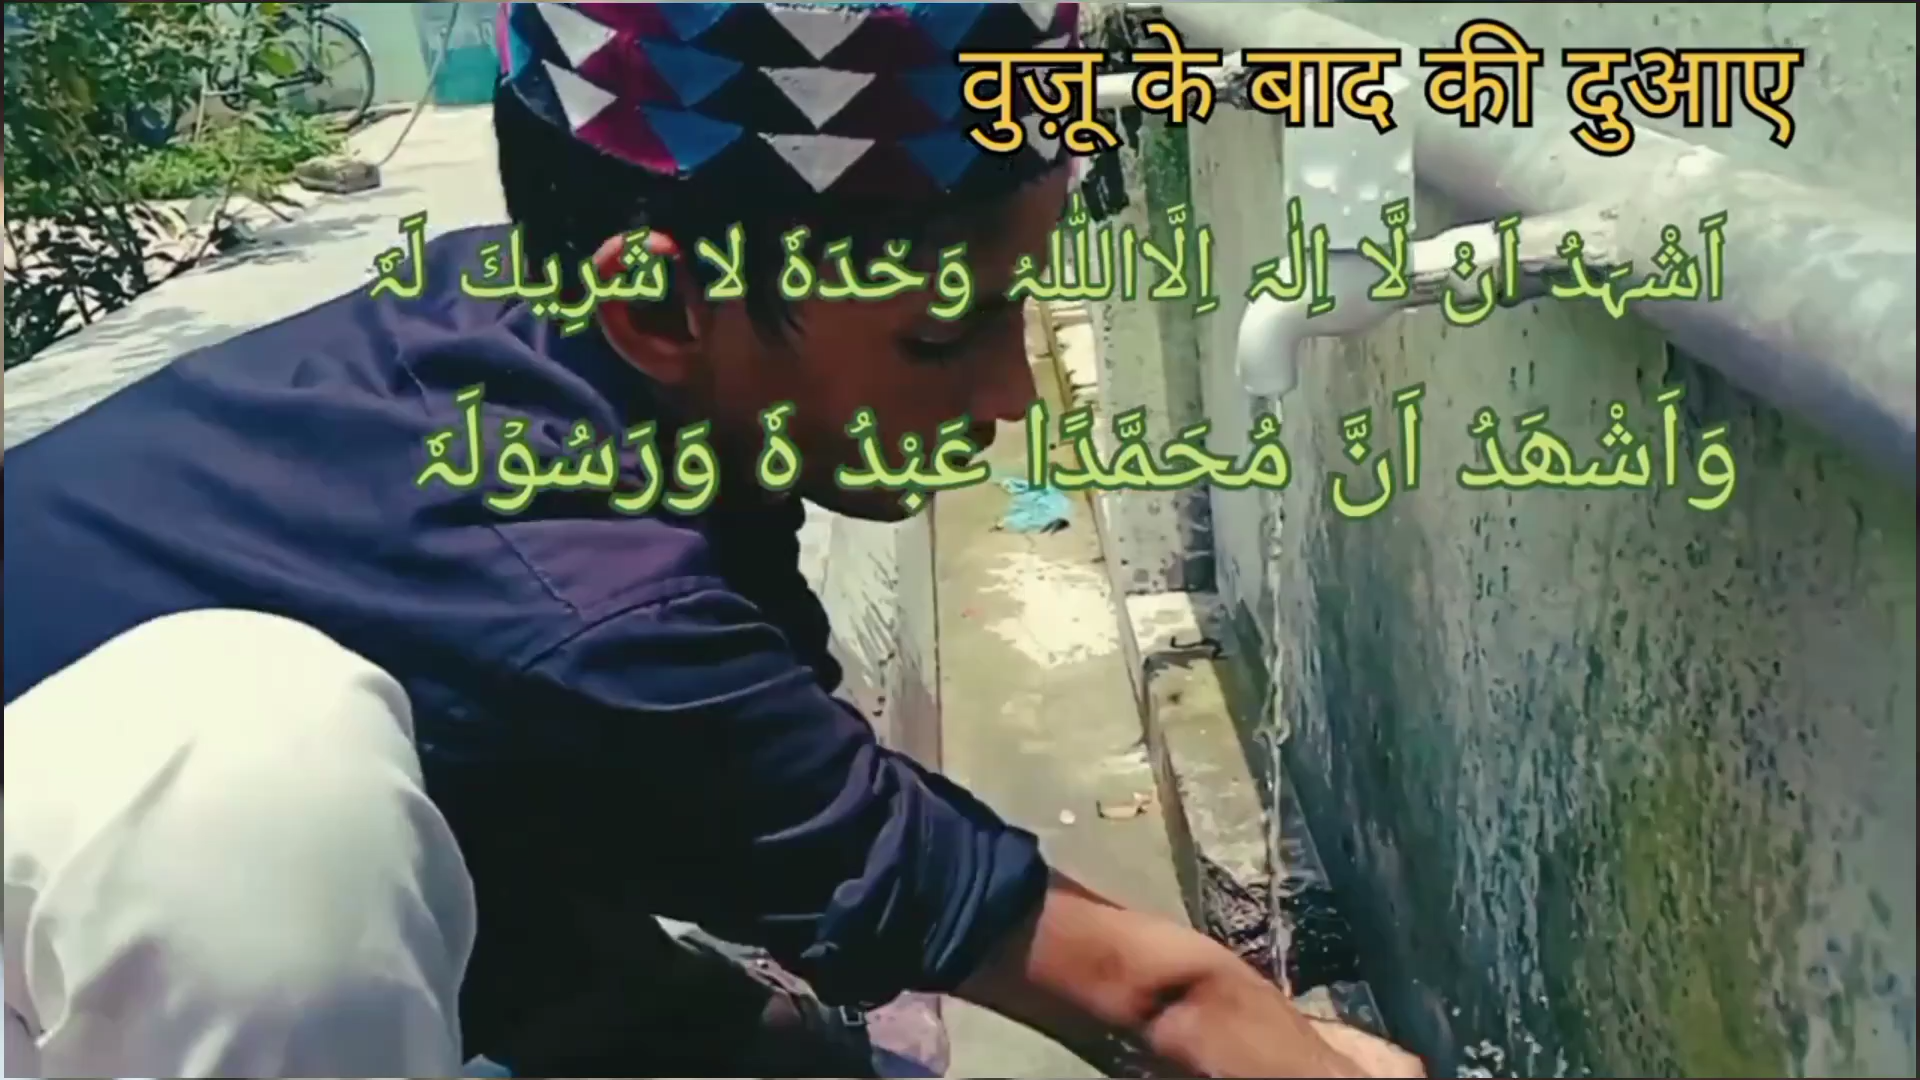 वुज़ू के बाद की दुआए
اَشْہَدُ اَنْ لَّا اِلٰہَ اِلَّااللّٰہُ وَحْدَہٗ لا شَرِيكَ لَہٗ
وَاَشْھَدُ اَنَّ مُحَمَّدًا عَبْدُ ہٗ وَرَسُوْلَہٗ